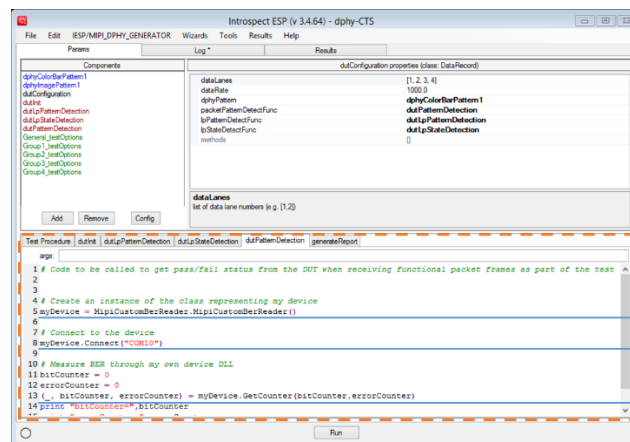 Introspect ESP (v 3.4.64) - dphy-CTS
File Edit IESP/MIPI_DPHY_GENERATOR Wizards Tools Results Help
Params Log * Results
Components
dphyColorBarPattern1
dphyImagePattern1
dutConfiguration
dutInit
dutLpPatternDetection
dutLpStateDetection
dutPatternDetection
General_testOptions
Group1_testOptions
Group2_testOptions
Group3_testOptions
Group4_testOptions
Add Remove Config
dutConfiguration properties (class: DataRecord)
dataLanes [1, 2, 3, 4]
dataRate 1000.0
dphyPattern dphyColorBarPattern1
packetPatternDetectFunc dutPatternDetection
lpPatternDetectFunc dutLpPatternDetection
lpStateDetectFunc dutLpStateDetection
methods []
dataLanes
list of data lane numbers (e.g. [1,2])
Test Procedure dutInit dutLpPatternDetection dutLpStateDetection dutPatternDetection generateReport
args:
1 # Code to be called to get pass/fail status from the DUT when receiving functional packet frames as part of the test
2
3
4 # Create an instance of the class representing my device
5 myDevice = MipiCustomBerReader.MipiCustomBerReader()
6
7 # Connect to the device
8 myDevice.Connect("COM10")
9
10 # Measure BER through my own device DLL
11 bitCounter = 0
12 errorCounter = 0
13 (_, bitCounter, errorCounter) = myDevice.GetCounter(bitCounter,errorCounter)
14 print "bitCounter=",bitCounter
Run